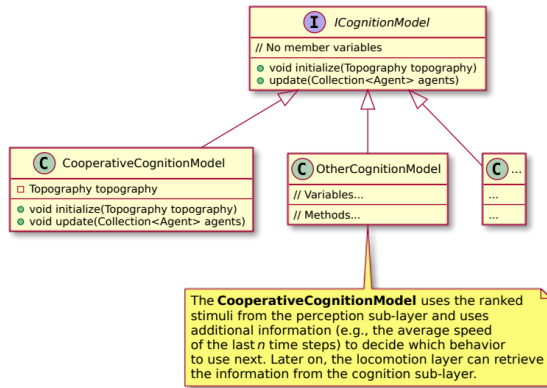 I ICognitionModel
// No member variables
void initialize(Topography topography)
update(Collection<Agent> agents)
C CooperativeCognitionModel
Topography topography
void initialize(Topography topography)
void update(Collection<Agent> agents)
C OtherCognitionModel
// Variables...
// Methods...
C ...
...
...
The CooperativeCognitionModel uses the ranked
stimuli from the perception sub-layer and uses
additional information (e.g., the average speed
of the last n time steps) to decide which behavior
to use next. Later on, the locomotion layer can retrieve
the information from the cognition sub-layer.